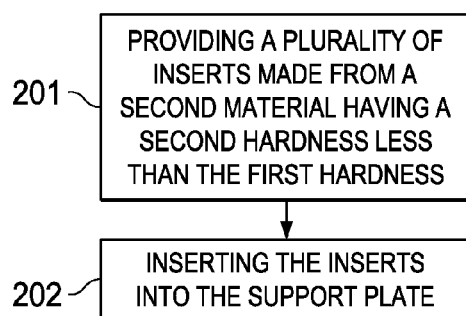 201
PROVIDING A PLURALITY OF
INSERTS MADE FROM A
SECOND MATERIAL HAVING A
SECOND HARDNESS LESS
THAN THE FIRST HARDNESS
202
INSERTING THE INSERTS
INTO THE SUPPORT PLATE